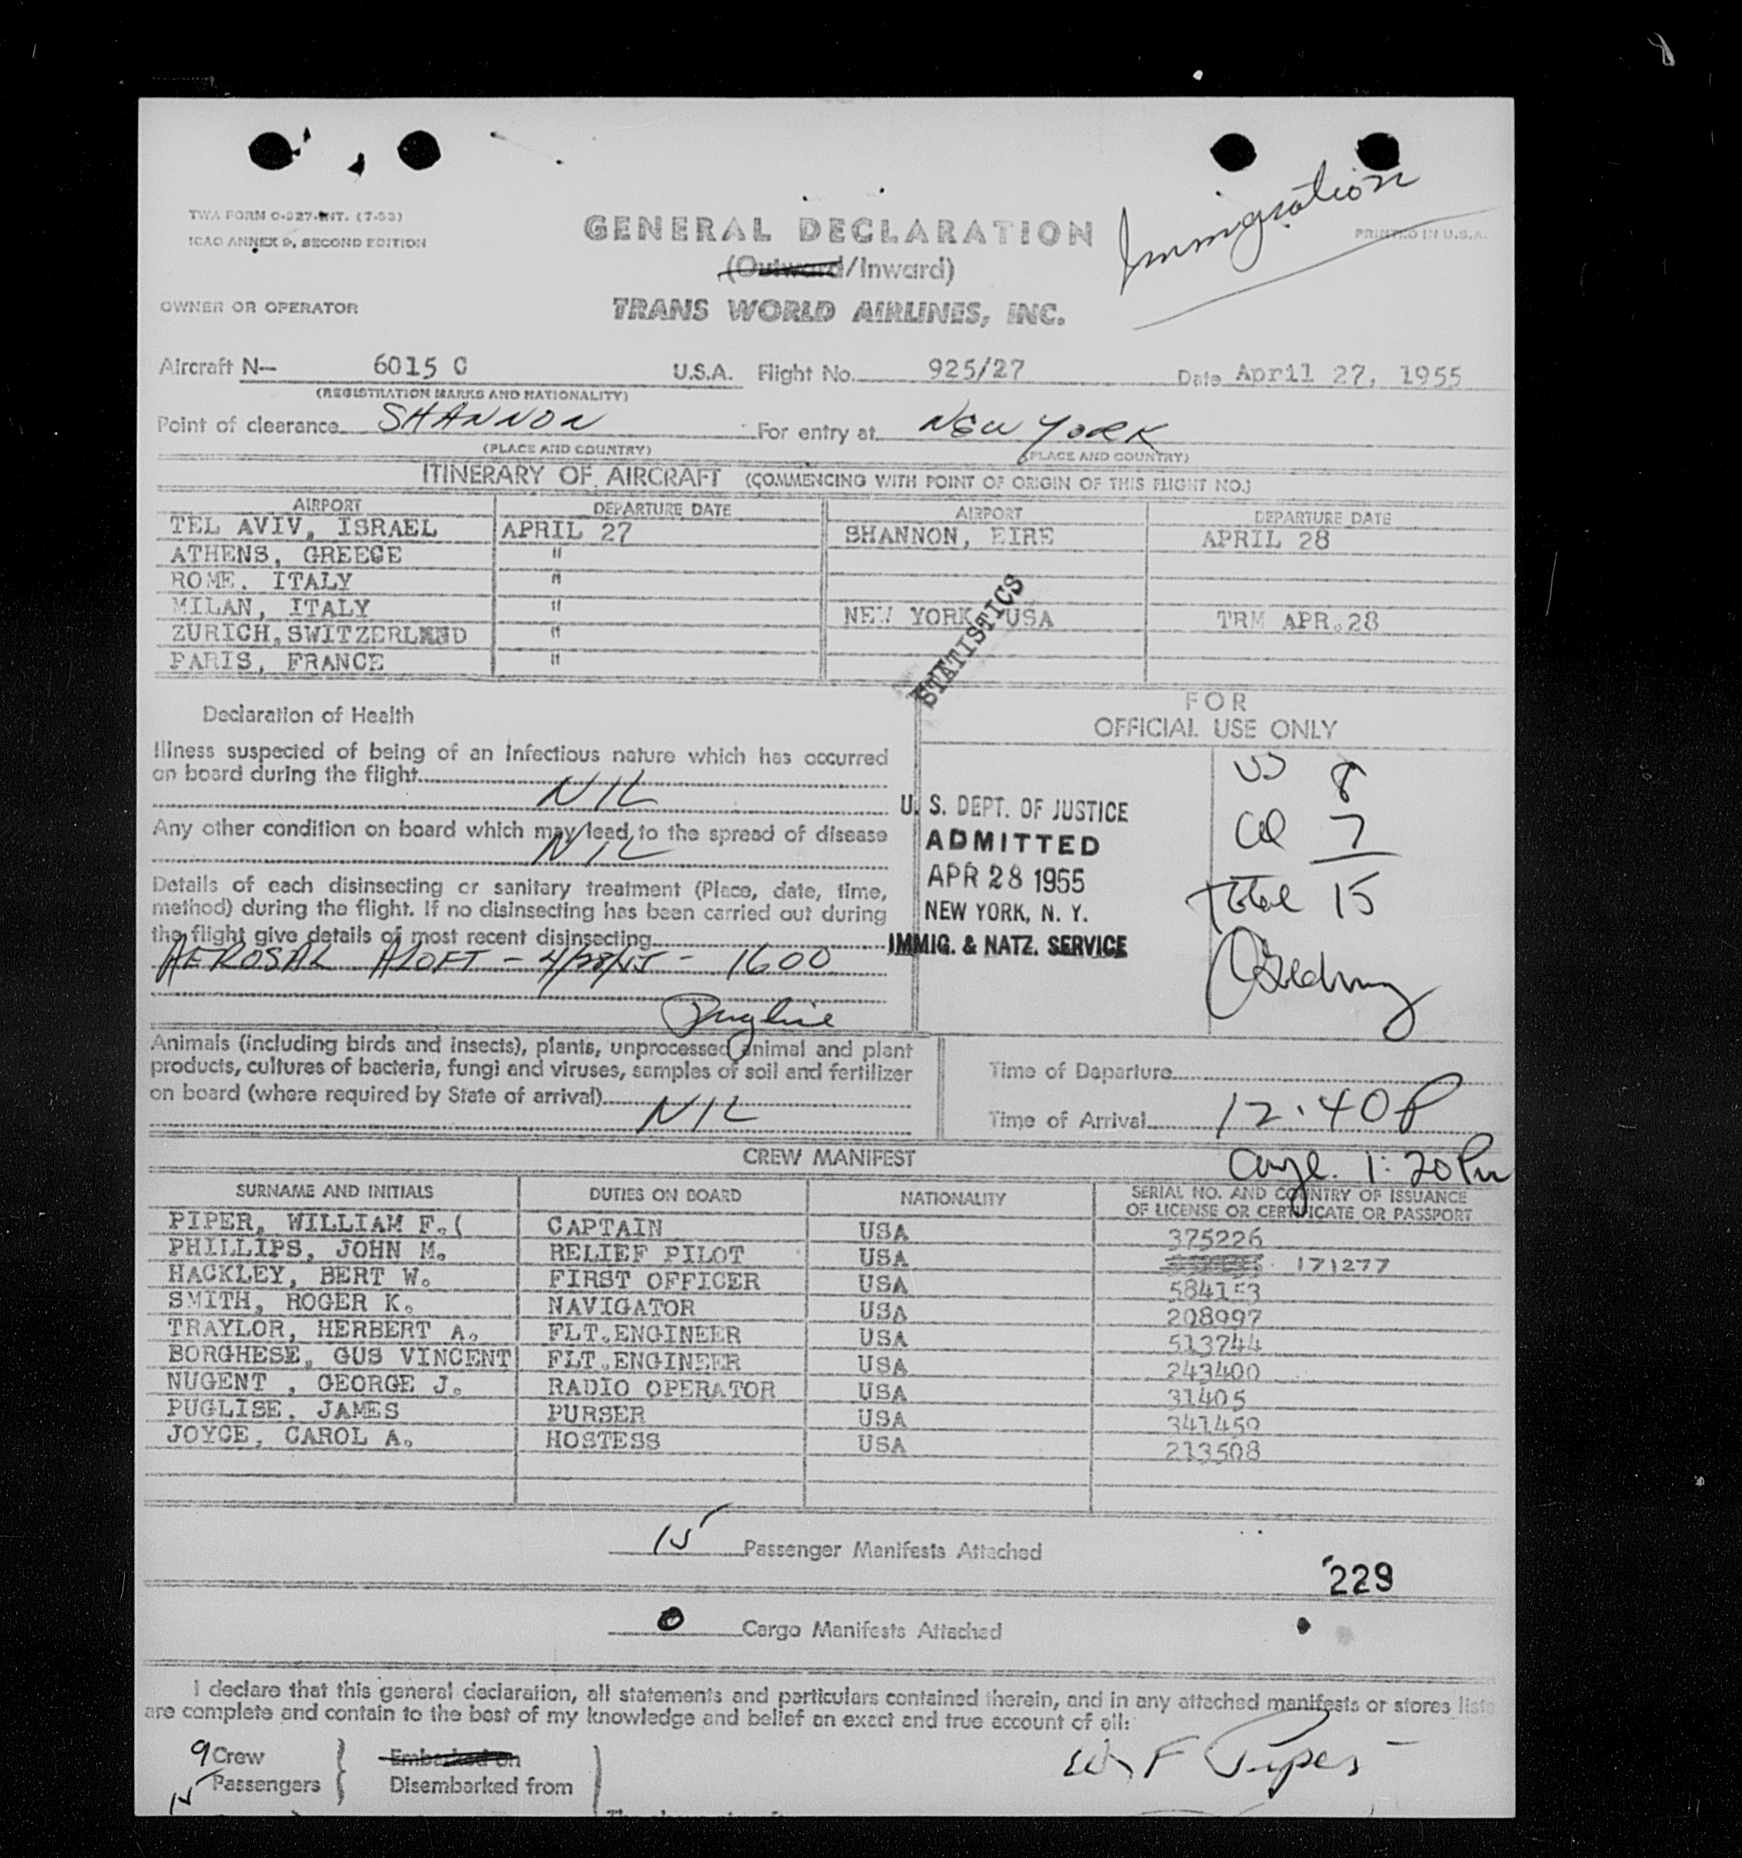 TWA FORM O-927-INT. (7-53)
ICAO ANNEX 9, SECOND EDITION
GENERAL DECLARATION
(Outward/Inward)
Immigration
PRINTED IN U.S.A.
OWNER OR OPERATOR
TRANS WORLD AIRLINES, INC.
Aircraft N— 6015 C U.S.A. Flight No. 925/27 Date April 27, 1955
(REGISTRATION MARKS AND NATIONALITY)
Point of clearance SHANNON For entry at NEW YORK
(PLACE AND COUNTRY) (PLACE AND COUNTRY)
ITINERARY OF AIRCRAFT (COMMENCING WITH POINT OF ORIGIN OF THIS FLIGHT NO.)
AIRPORT DEPARTURE DATE AIRPORT DEPARTURE DATE
TEL AVIV, ISRAEL APRIL 27 SHANNON, EIRE APRIL 28
ATHENS, GREECE "
ROME, ITALY "
MILAN, ITALY " NEW YORK, USA TRM APR.28
ZURICH, SWITZERLAND "
PARIS, FRANCE "
STATISTICS
Declaration of Health
Illness suspected of being of an infectious nature which has occurred
on board during the flight
NIL
Any other condition on board which may lead to the spread of disease
NIL
Details of each disinsecting or sanitary treatment (Place, date, time,
method) during the flight. If no disinsecting has been carried out during
the flight give details of most recent disinsecting
AEROSAL ALOFT - 4/28/55 - 1600
Puglise
FOR
OFFICIAL USE ONLY
U. S. DEPT. OF JUSTICE
ADMITTED
APR 28 1955
NEW YORK, N. Y.
IMMIG. & NATZ. SERVICE
US 8
al 7
total 15
Animals (including birds and insects), plants, unprocessed animal and plant
products, cultures of bacteria, fungi and viruses, samples of soil and fertilizer
on board (where required by State of arrival)
NIL
Time of Departure
Time of Arrival 12:40P
1:20 Pm
CREW MANIFEST
SURNAME AND INITIALS DUTIES ON BOARD NATIONALITY SERIAL NO. AND COUNTRY OF ISSUANCE
OF LICENSE OR CERTIFICATE OR PASSPORT
PIPER, WILLIAM F.( CAPTAIN USA 375226
PHILLIPS, JOHN M. RELIEF PILOT USA 171277
HACKLEY, BERT W. FIRST OFFICER USA 584153
SMITH, ROGER K. NAVIGATOR USA 208997
TRAYLOR, HERBERT A. FLT.ENGINEER USA 513744
BORGHESE, GUS VINCENT FLT.ENGINEER USA 243400
NUGENT , GEORGE J. RADIO OPERATOR USA 31405
PUGLISE, JAMES PURSER USA 341459
JOYCE, CAROL A. HOSTESS USA 213508
15 Passenger Manifests Attached
229
0 Cargo Manifests Attached
I declare that this general declaration, all statements and particulars contained therein, and in any attached manifests or stores lists
are complete and contain to the best of my knowledge and belief an exact and true account of all:
9 Crew Embarked on
15 Passengers Disembarked from
W F Piper